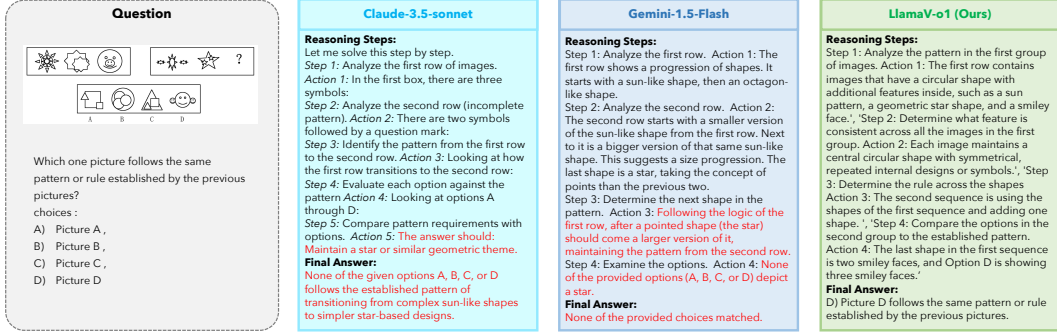 Question
?
A B C D
Which one picture follows the same
pattern or rule established by the previous
pictures?
choices :
A) Picture A ,
B) Picture B ,
C) Picture C ,
D) Picture D
Claude-3.5-sonnet
Reasoning Steps:
Let me solve this step by step.
Step 1: Analyze the first row of images.
Action 1: In the first box, there are three
symbols:
Step 2: Analyze the second row (incomplete
pattern). Action 2: There are two symbols
followed by a question mark:
Step 3: Identify the pattern from the first row
to the second row. Action 3: Looking at how
the first row transitions to the second row:
Step 4: Evaluate each option against the
pattern Action 4: Looking at options A
through D:
Step 5: Compare pattern requirements with
options. Action 5: The answer should:
Maintain a star or similar geometric theme.
Final Answer:
None of the given options A, B, C, or D
follows the established pattern of
transitioning from complex sun-like shapes
to simpler star-based designs.
Gemini-1.5-Flash
Reasoning Steps:
Step 1: Analyze the first row. Action 1: The
first row shows a progression of shapes. It
starts with a sun-like shape, then an octagon-
like shape.
Step 2: Analyze the second row. Action 2:
The second row starts with a smaller version
of the sun-like shape from the first row. Next
to it is a bigger version of that same sun-like
shape. This suggests a size progression. The
last shape is a star, taking the concept of
points than the previous two.
Step 3: Determine the next shape in the
pattern. Action 3: Following the logic of the
first row, after a pointed shape (the star)
should come a larger version of it,
maintaining the pattern from the second row.
Step 4: Examine the options. Action 4: None
of the provided options (A, B, C, or D) depict
a star.
Final Answer:
None of the provided choices matched.
LlamaV-o1 (Ours)
Reasoning Steps:
Step 1: Analyze the pattern in the first group
of images. Action 1: The first row contains
images that have a circular shape with
additional features inside, such as a sun
pattern, a geometric star shape, and a smiley
face.', 'Step 2: Determine what feature is
consistent across all the images in the first
group. Action 2: Each image maintains a
central circular shape with symmetrical,
repeated internal designs or symbols.', 'Step
3: Determine the rule across the shapes
Action 3: The second sequence is using the
shapes of the first sequence and adding one
shape. ', 'Step 4: Compare the options in the
second group to the established pattern.
Action 4: The last shape in the first sequence
is two smiley faces, and Option D is showing
three smiley faces.'
Final Answer:
D) Picture D follows the same pattern or rule
established by the previous pictures.